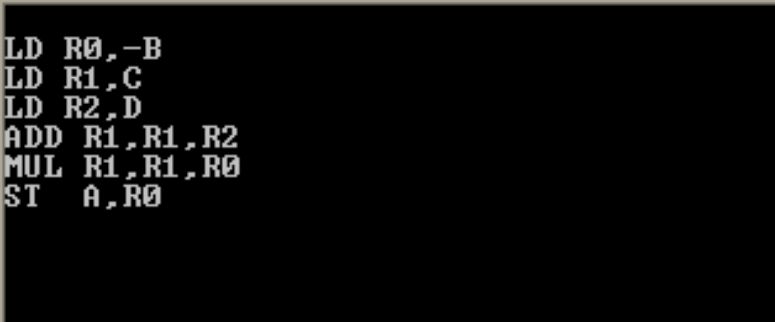 LD R0,-B
LD R1,C
LD R2,D
ADD R1,R1,R2
MUL R1,R1,R0
ST  A,R0